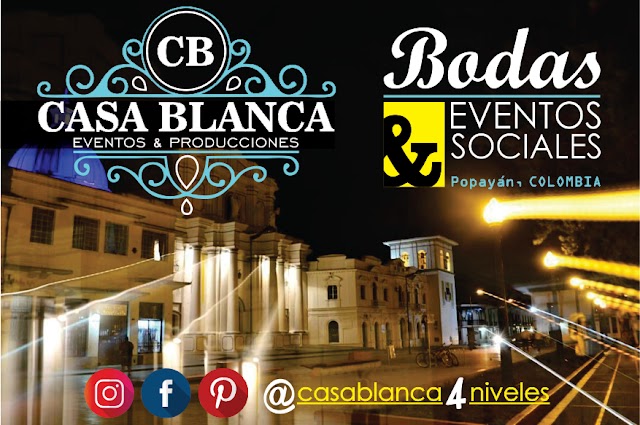 CB
CASA BLANCA
EVENTOS & PRODUCCIONES
Bodas
&
EVENTOS
SOCIALES
Popayán, COLOMBIA
@casablanca4niveles